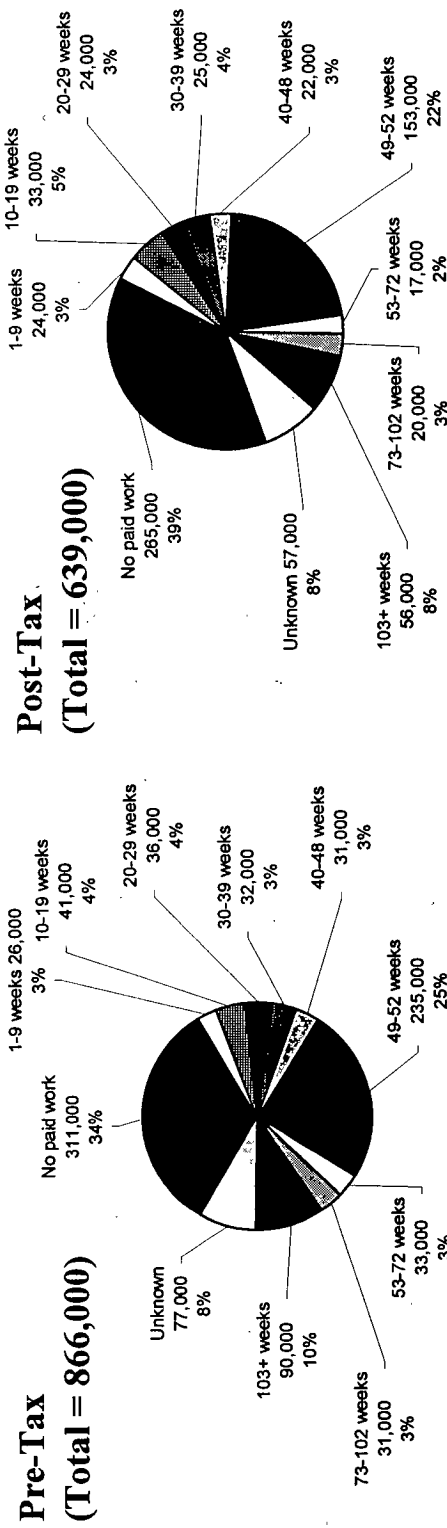 Pre-Tax
(Total = 866,000)
No paid work
311,000
34%
1-9 weeks 26,000
3%
10-19 weeks
41,000
4%
20-29 weeks
36,000
4%
30-39 weeks
32,000
3%
40-48 weeks
31,000
3%
49-52 weeks
235,000
25%
53-72 weeks
33,000
3%
73-102 weeks
31,000
3%
103+ weeks
90,000
10%
Unknown
77,000
8%
Post-Tax
(Total = 639,000)
No paid work
265,000
39%
1-9 weeks
24,000
3%
10-19 weeks
33,000
5%
20-29 weeks
24,000
3%
30-39 weeks
25,000
4%
40-48 weeks
22,000
3%
49-52 weeks
153,000
22%
53-72 weeks
17,000
2%
73-102 weeks
20,000
3%
103+ weeks
56,000
8%
Unknown 57,000
8%